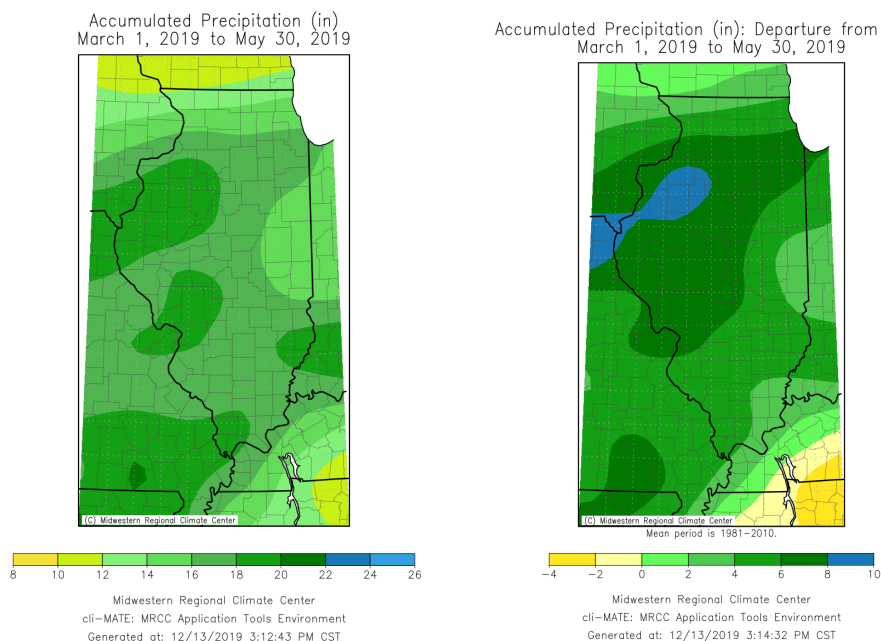 Accumulated Precipitation (in)
March 1, 2019 to May 30, 2019
(C) Midwestern Regional Climate Center
8 10 12 14 16 18 20 22 24 26
Midwestern Regional Climate Center
cli-MATE: MRCC Application Tools Environment
Generated at: 12/13/2019 3:12:43 PM CST
Accumulated Precipitation (in): Departure from
March 1, 2019 to May 30, 2019
(C) Midwestern Regional Climate Center
Mean period is 1981-2010.
-4 -2 0 2 4 6 8 10
Midwestern Regional Climate Center
cli-MATE: MRCC Application Tools Environment
Generated at: 12/13/2019 3:14:32 PM CST